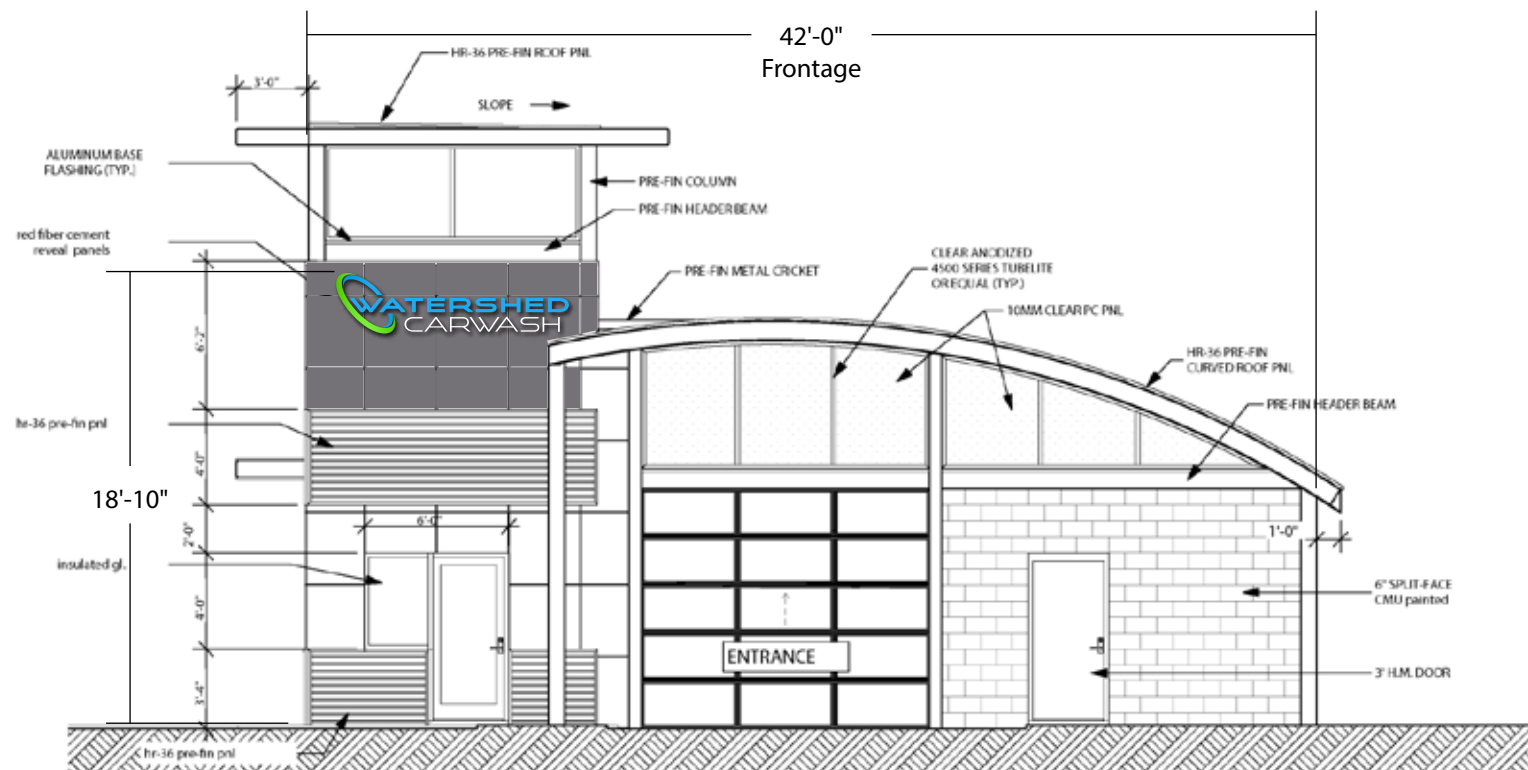 42'-0"
Frontage
HR-36 PRE-FIN ROOF PNL
3'-0"
SLOPE
ALUMINUM BASE
FLASHING (TYP.)
PRE-FIN COLUMN
PRE-FIN HEADER BEAM
red fiber cement
reveal panels
CLEAR ANODIZED
4500 SERIES TUBELITE
OR EQUAL (TYP.)
PRE-FIN METAL CRICKET
WATERSHED
CARWASH
10MM CLEAR PC PNL
6'-2"
HR-36 PRE-FIN
CURVED ROOF PNL
PRE-FIN HEADER BEAM
hr-36 pre-fin pnl
4'-0"
18'-10"
6'-0"
2'-0"
1'-0"
insulated gl.
4'-0"
6" SPLIT-FACE
CMU painted
ENTRANCE
3' H.M. DOOR
3'-4"
hr-36 pre-fin pnl